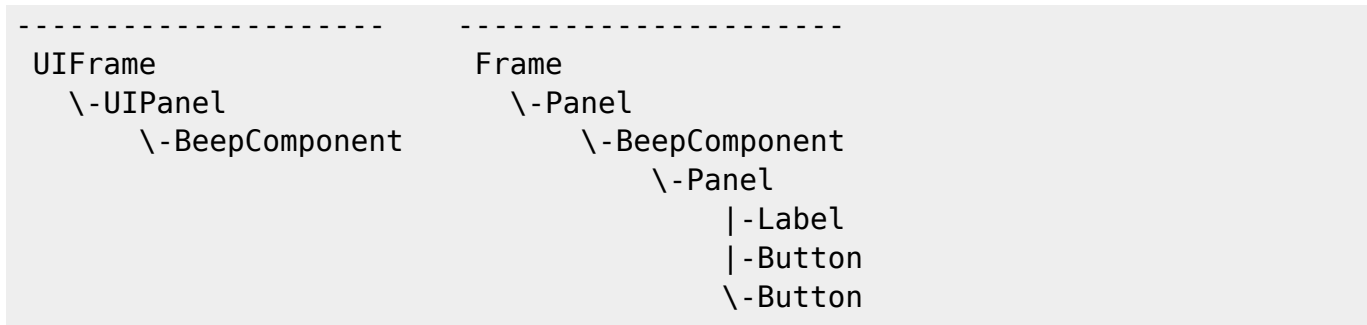 ---------------------    ----------------------
 UIFrame                  Frame
   \-UIPanel                \-Panel
       \-BeepComponent          \-BeepComponent
                                    \-Panel
                                        |-Label
                                        |-Button
                                        \-Button